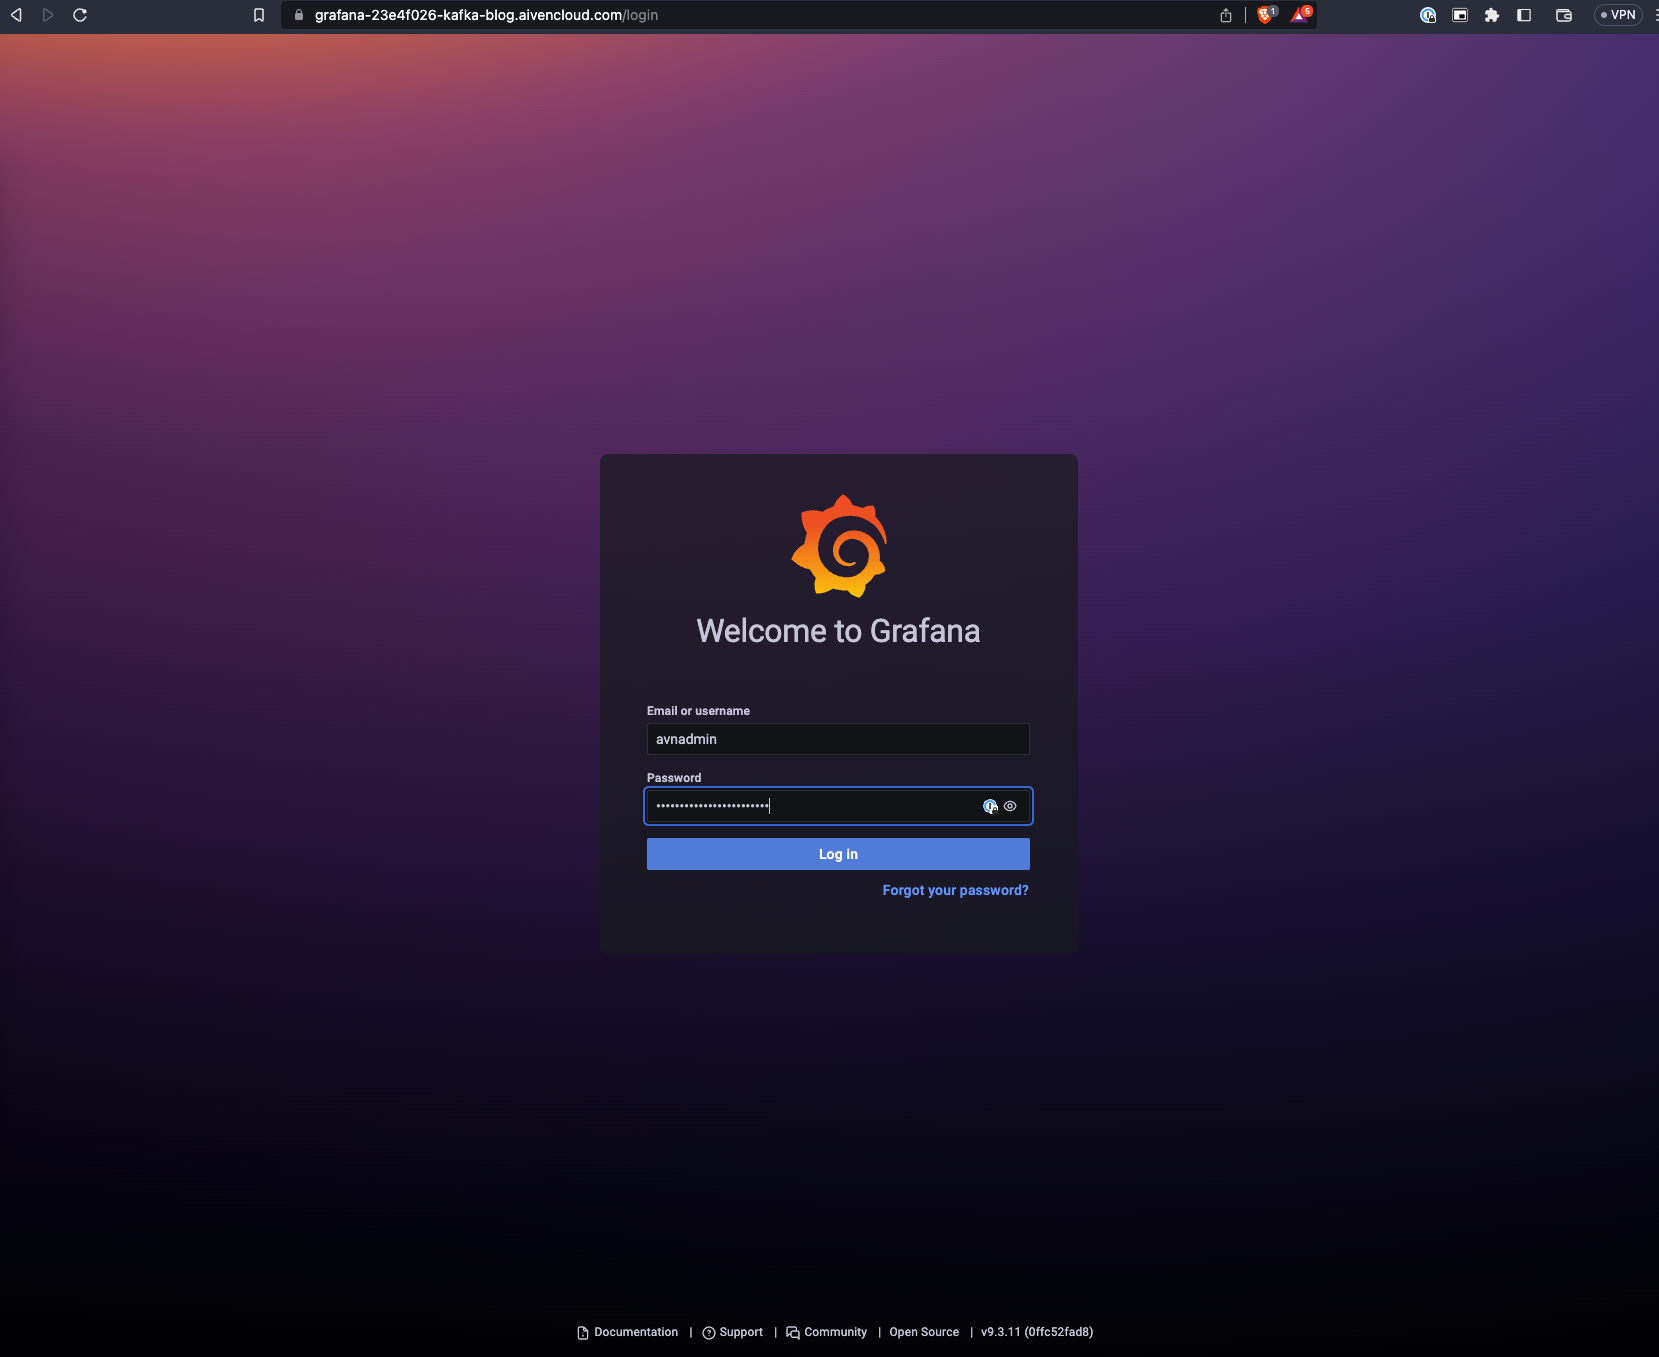 grafana-23e4f026-kafka-blog.aivencloud.com/login
1
5
VPN
Welcome to Grafana
Email or username
avnadmin
Password
••••••••••••••••••••••••
Log in
Forgot your password?
Documentation | Support | Community | Open Source | v9.3.11 (0ffc52fad8)